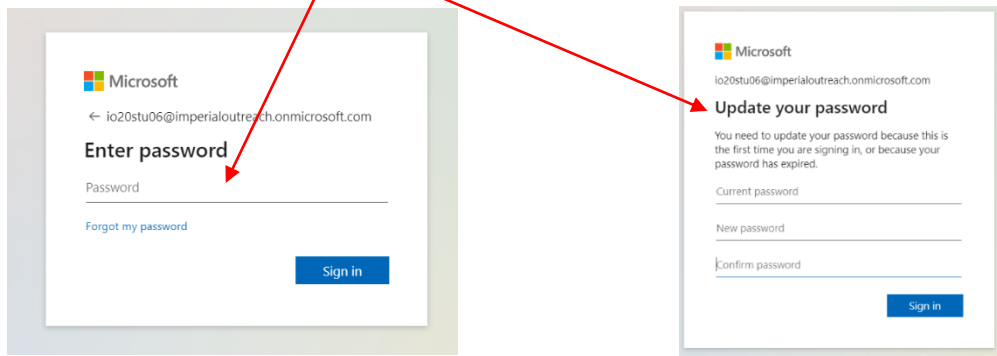 Microsoft
← io20stu06@imperialoutreach.onmicrosoft.com
Enter password
Password
Forgot my password
Sign in
Microsoft
io20stu06@imperialoutreach.onmicrosoft.com
Update your password
You need to update your password because this is
the first time you are signing in, or because your
password has expired.
Current password
New password
Confirm password
Sign in